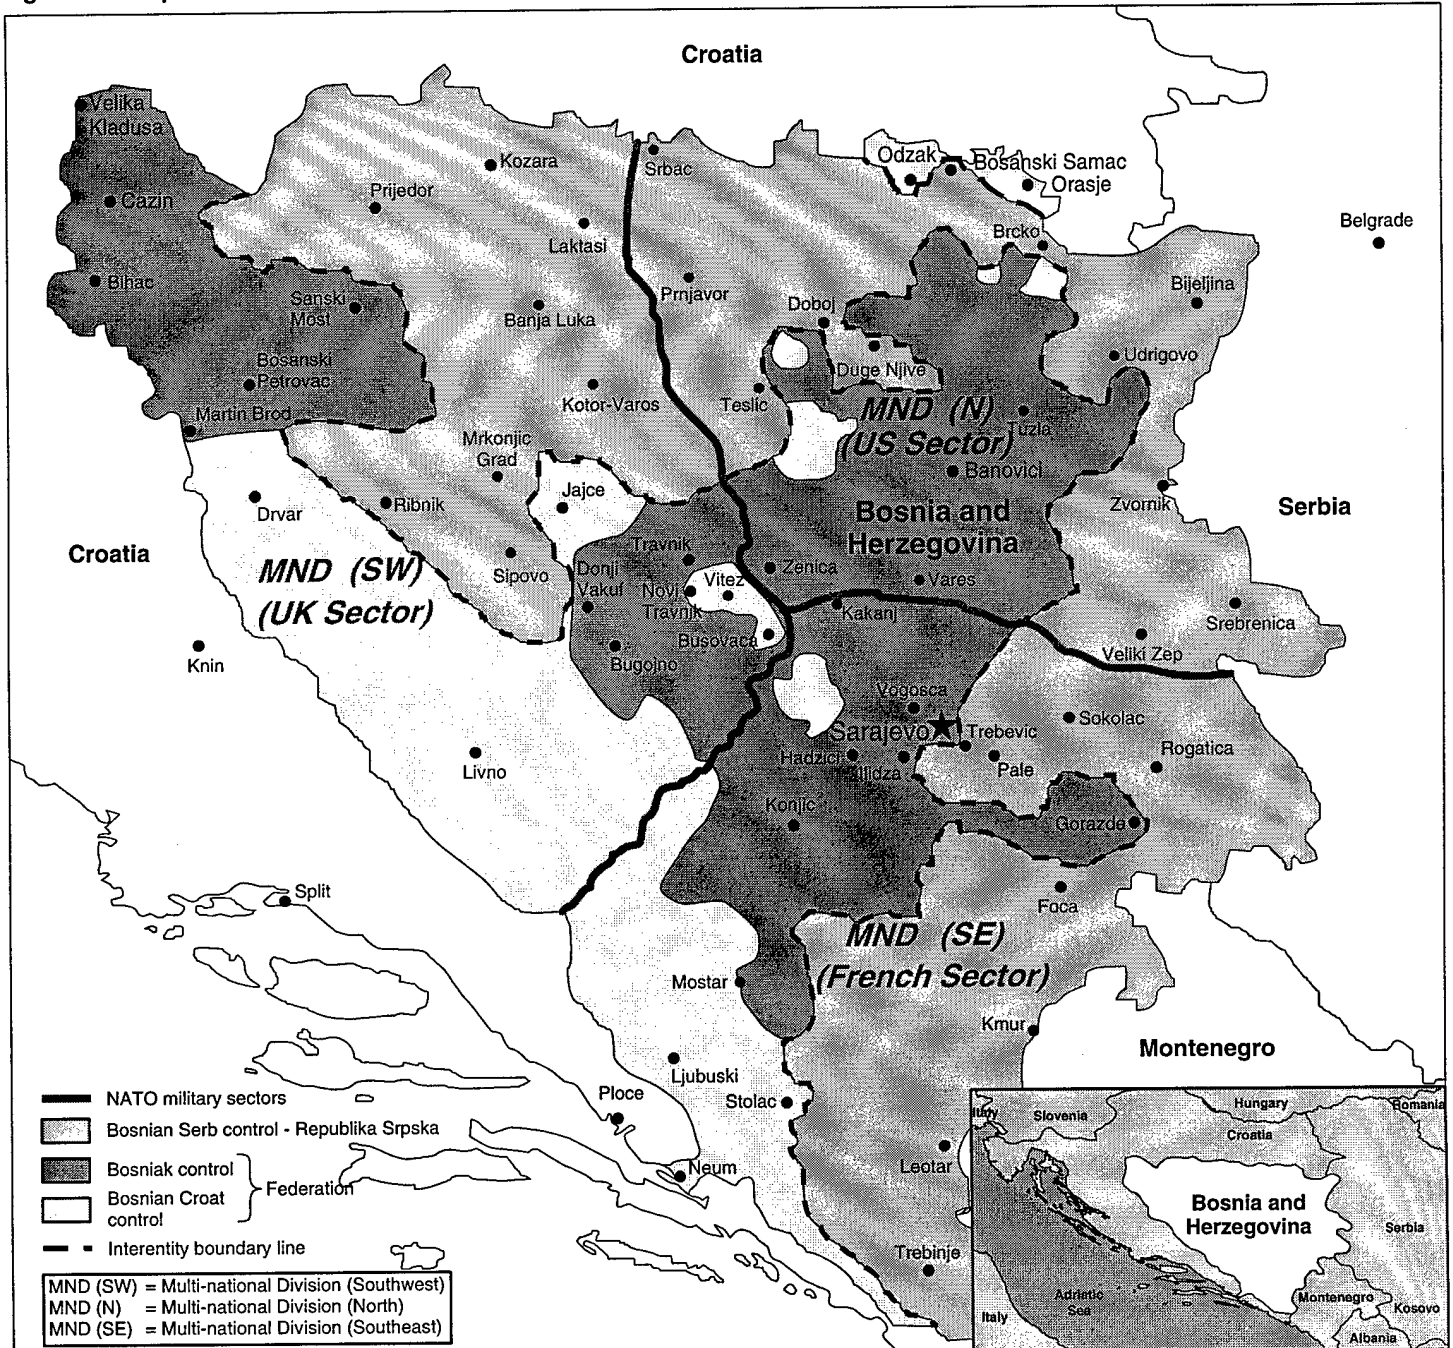 Croatia
Velika
Kladusa
Cazin
Bihac
Kozara
Prijedor
Laktasi
Srbac
Odzak
Bosanski Samac
Orasje
Brcko
Belgrade
Bijeljina
Prnjavor
Doboj
Sanski
Most
Banja Luka
Bosanski
Petrovac
Martin Brod
Kotor-Varos
Teslic
Duge Njive
Udrigovo
MND (N)
(US Sector)
Tuzla
Banovici
Mrkonjic
Grad
Ribnik
Jajce
Drvar
Zvornik
Serbia
Bosnia and
Herzegovina
Croatia
MND (SW)
(UK Sector)
Sipovo
Travnik
Donji
Vakuf
Novi
Travnik
Vitez
Zenica
Vares
Kakanj
Busovaca
Bugojno
Srebrenica
Veliki Zep
Knin
Vogosca
Sarajevo
Trebevic
Sokolac
Rogatica
Hadzici
Ilidza
Pale
Livno
Konjic
Gorazde
Foca
Split
MND (SE)
(French Sector)
Mostar
Kmur
Montenegro
Ljubuski
Ploce
Stolac
Neum
Leotar
Trebinje
NATO military sectors
Bosnian Serb control - Republika Srpska
Bosniak control
Bosnian Croat
control
Federation
Interentity boundary line
MND (SW) = Multi-national Division (Southwest)
MND (N) = Multi-national Division (North)
MND (SE) = Multi-national Division (Southeast)
Italy
Slovenia
Hungary
Romania
Croatia
Bosnia and
Herzegovina
Serbia
Adriatic
Sea
Italy
Montenegro
Kosovo
Albania